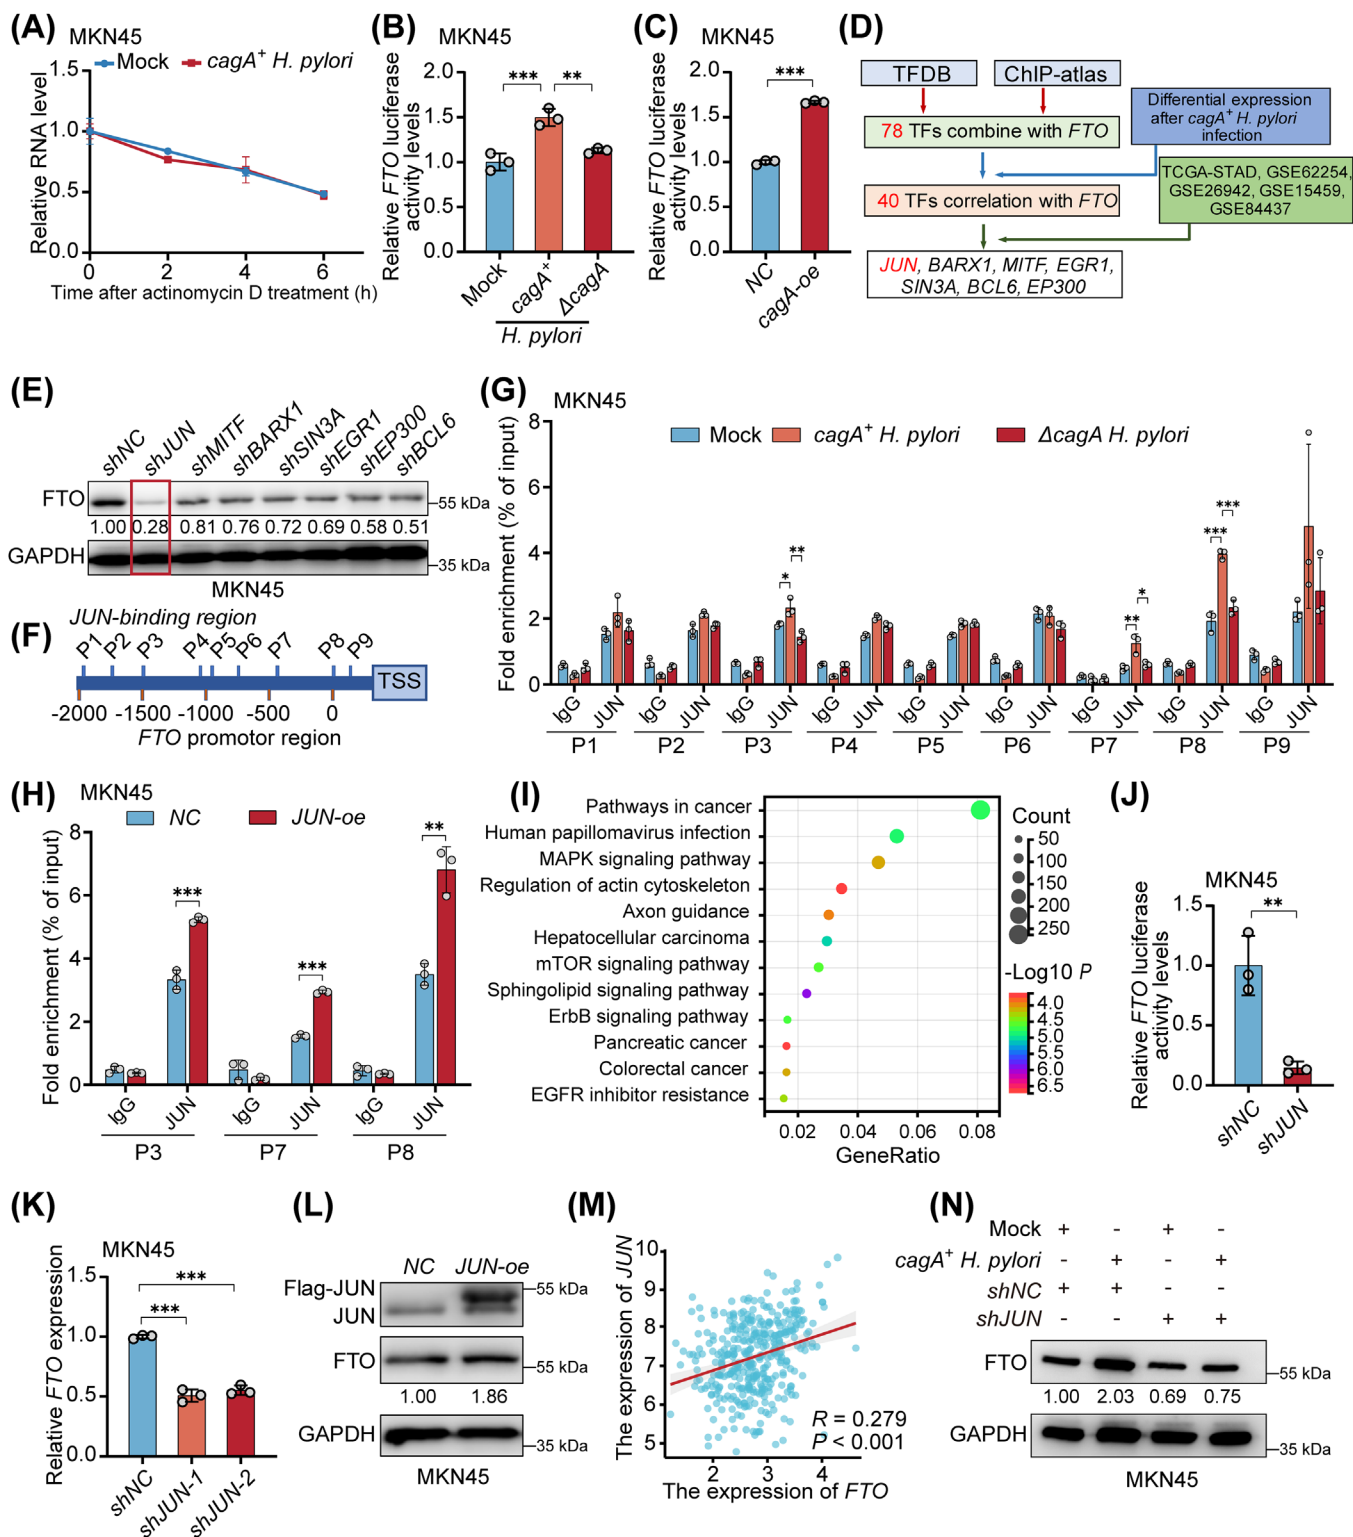 (A)
MKN45
Mock
cagA+ H. pylori
Relative RNA level
1.5
1.0
0.5
0.0
0 2 4 6
Time after actinomycin D treatment (h)
(B)
MKN45
Relative FTO luciferase
activity levels
2.0
1.5
1.0
0.5
0.0
*** **
Mock cagA+ ΔcagA
H. pylori
(C)
MKN45
Relative FTO luciferase
activity levels
2.0
1.5
1.0
0.5
0.0
***
NC cagA-oe
(D)
TFDB ChIP-atlas
78 TFs combine with FTO
Differential expression
after cagA+ H. pylori
infection
40 TFs correlation with FTO
TCGA-STAD, GSE62254,
GSE26942, GSE15459,
GSE84437
JUN, BARX1, MITF, EGR1,
SIN3A, BCL6, EP300
(E)
shNC shJUN shMITF shBARX1 shSIN3A shEGR1 shEP300 shBCL6
FTO
55 kDa
1.00 0.28 0.81 0.76 0.72 0.69 0.58 0.51
GAPDH
35 kDa
MKN45
(F)
JUN-binding region
P1 P2 P3 P4 P5 P6 P7 P8 P9
TSS
-2000 -1500 -1000 -500 0
FTO promotor region
(G)
MKN45
Mock cagA+ H. pylori ΔcagA H. pylori
Fold enrichment (% of input)
8
6
4
2
0
* ** ** * *** ***
IgG JUN IgG JUN IgG JUN IgG JUN IgG JUN IgG JUN IgG JUN IgG JUN IgG JUN
P1 P2 P3 P4 P5 P6 P7 P8 P9
(H)
MKN45
NC JUN-oe
Fold enrichment (% of input)
8
6
4
2
0
*** *** **
IgG JUN IgG JUN IgG JUN
P3 P7 P8
(I)
Pathways in cancer
Human papillomavirus infection
MAPK signaling pathway
Regulation of actin cytoskeleton
Axon guidance
Hepatocellular carcinoma
mTOR signaling pathway
Sphingolipid signaling pathway
ErbB signaling pathway
Pancreatic cancer
Colorectal cancer
EGFR inhibitor resistance
0.02 0.04 0.06 0.08
GeneRatio
Count
50
100
150
200
250
-Log10 P
4.0
4.5
5.0
5.5
6.0
6.5
(J)
MKN45
Relative FTO luciferase
activity levels
1.5
1.0
0.5
0.0
**
shNC shJUN
(K)
MKN45
Relative FTO expression
1.5
1.0
0.5
0.0
***
***
shNC shJUN-1 shJUN-2
(L)
NC JUN-oe
Flag-JUN
55 kDa
JUN
FTO
55 kDa
1.00 1.86
GAPDH
35 kDa
MKN45
(M)
The expression of JUN
10
9
8
7
6
5
R = 0.279
P < 0.001
2 3 4
The expression of FTO
(N)
Mock + - + -
cagA+ H. pylori - + - +
shNC + + - -
shJUN - - + +
FTO
55 kDa
1.00 2.03 0.69 0.75
GAPDH
35 kDa
MKN45